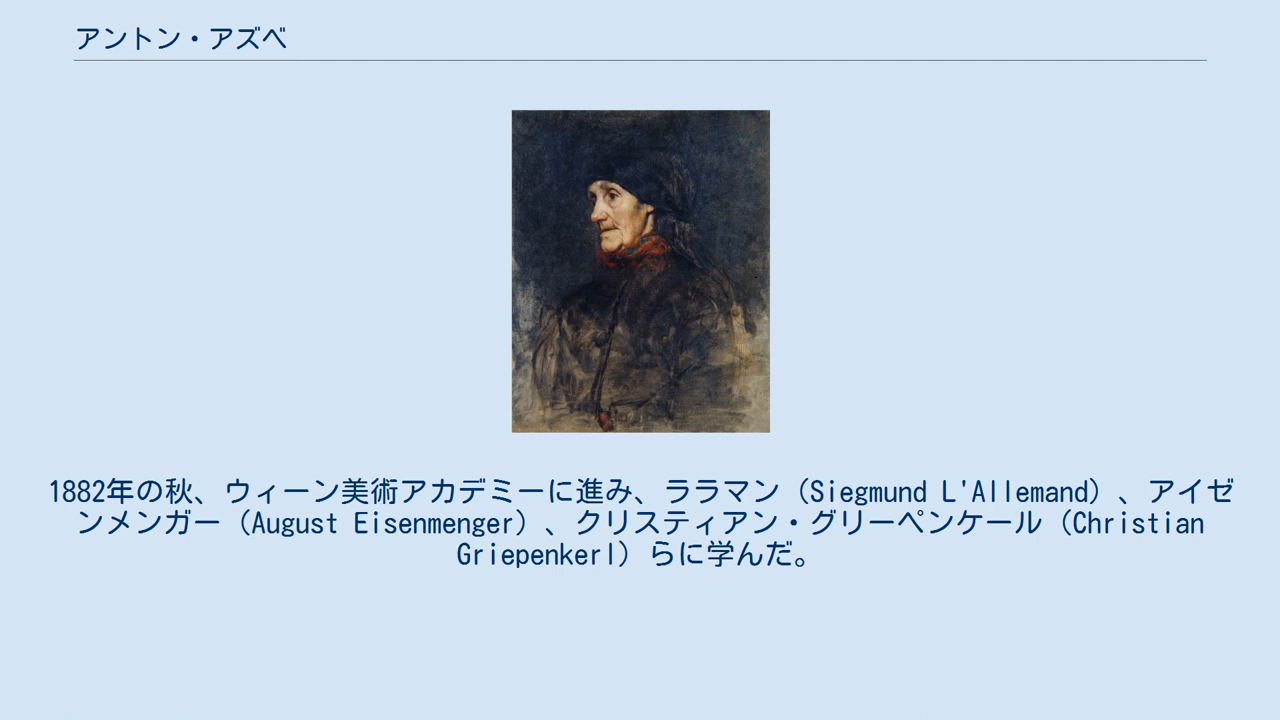 アントン・アズベ
1882年の秋、ウィーン美術アカデミーに進み、ララマン（Siegmund L'Allemand）、アイゼ
ンメンガー（August Eisenmenger）、クリスティアン・グリーペンケール（Christian
Griepenkerl）らに学んだ。